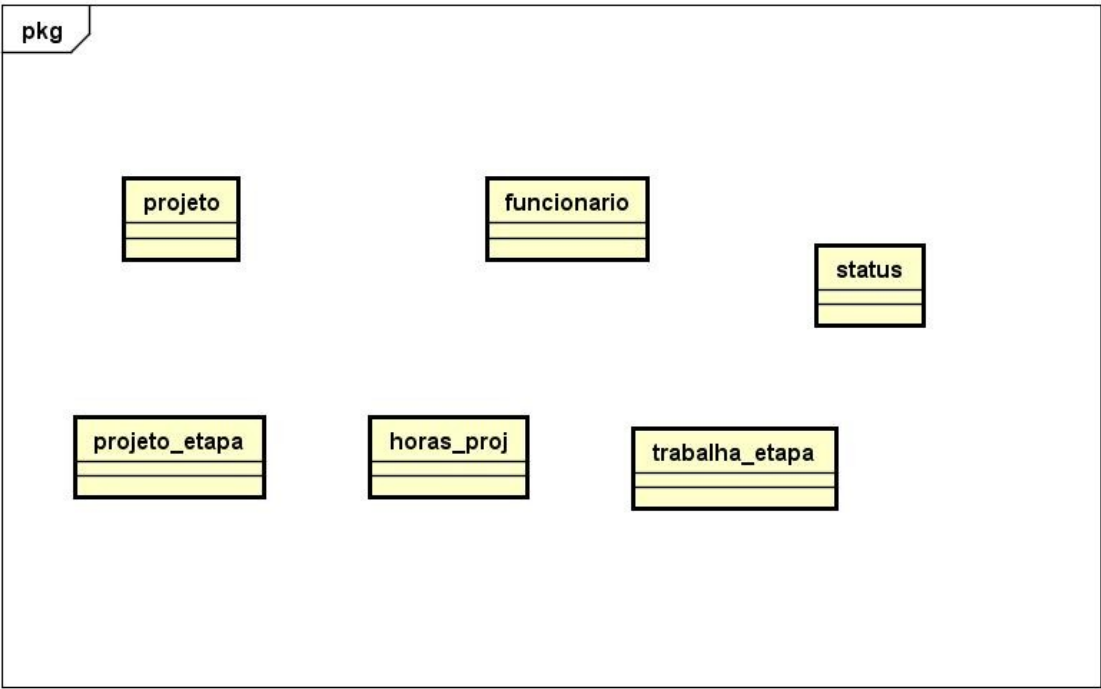 pkg
projeto
funcionario
status
projeto_etapa
horas_proj
trabalha_etapa